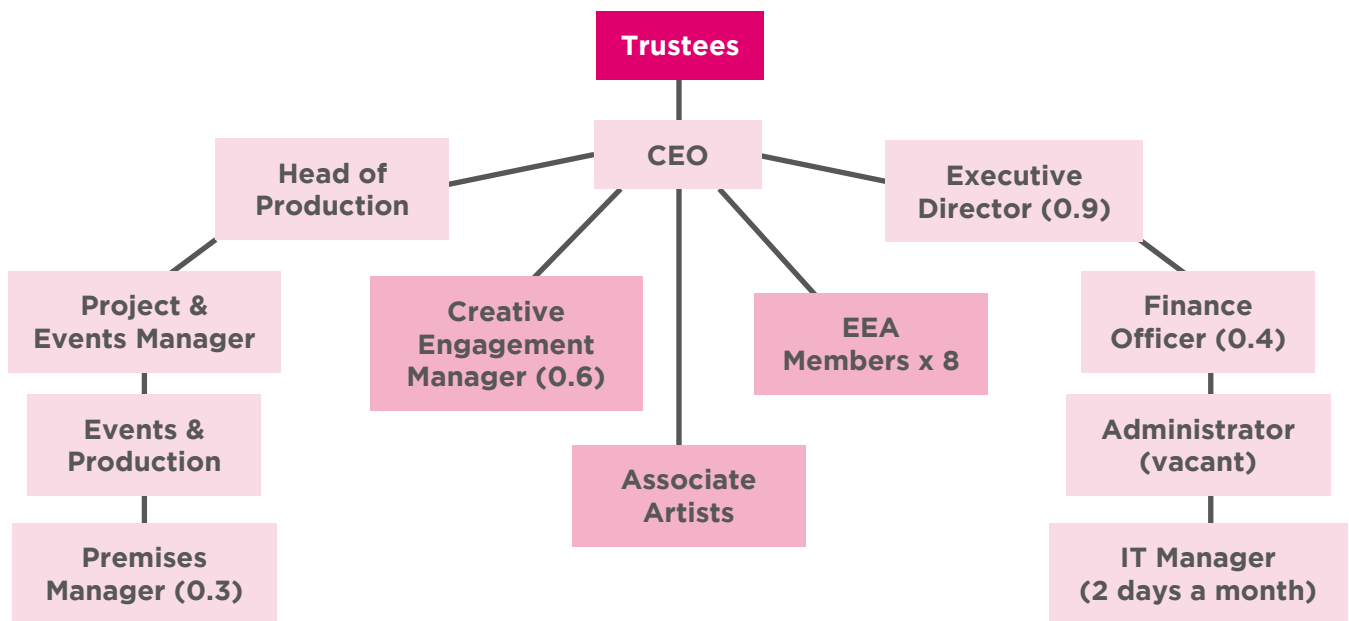 Trustees
CEO
Head of
Production
Executive
Director (0.9)
Project &
Events Manager
Creative
Engagement
Manager (0.6)
EEA
Members x 8
Finance
Officer (0.4)
Events &
Production
Associate
Artists
Administrator
(vacant)
Premises
Manager (0.3)
IT Manager
(2 days a month)